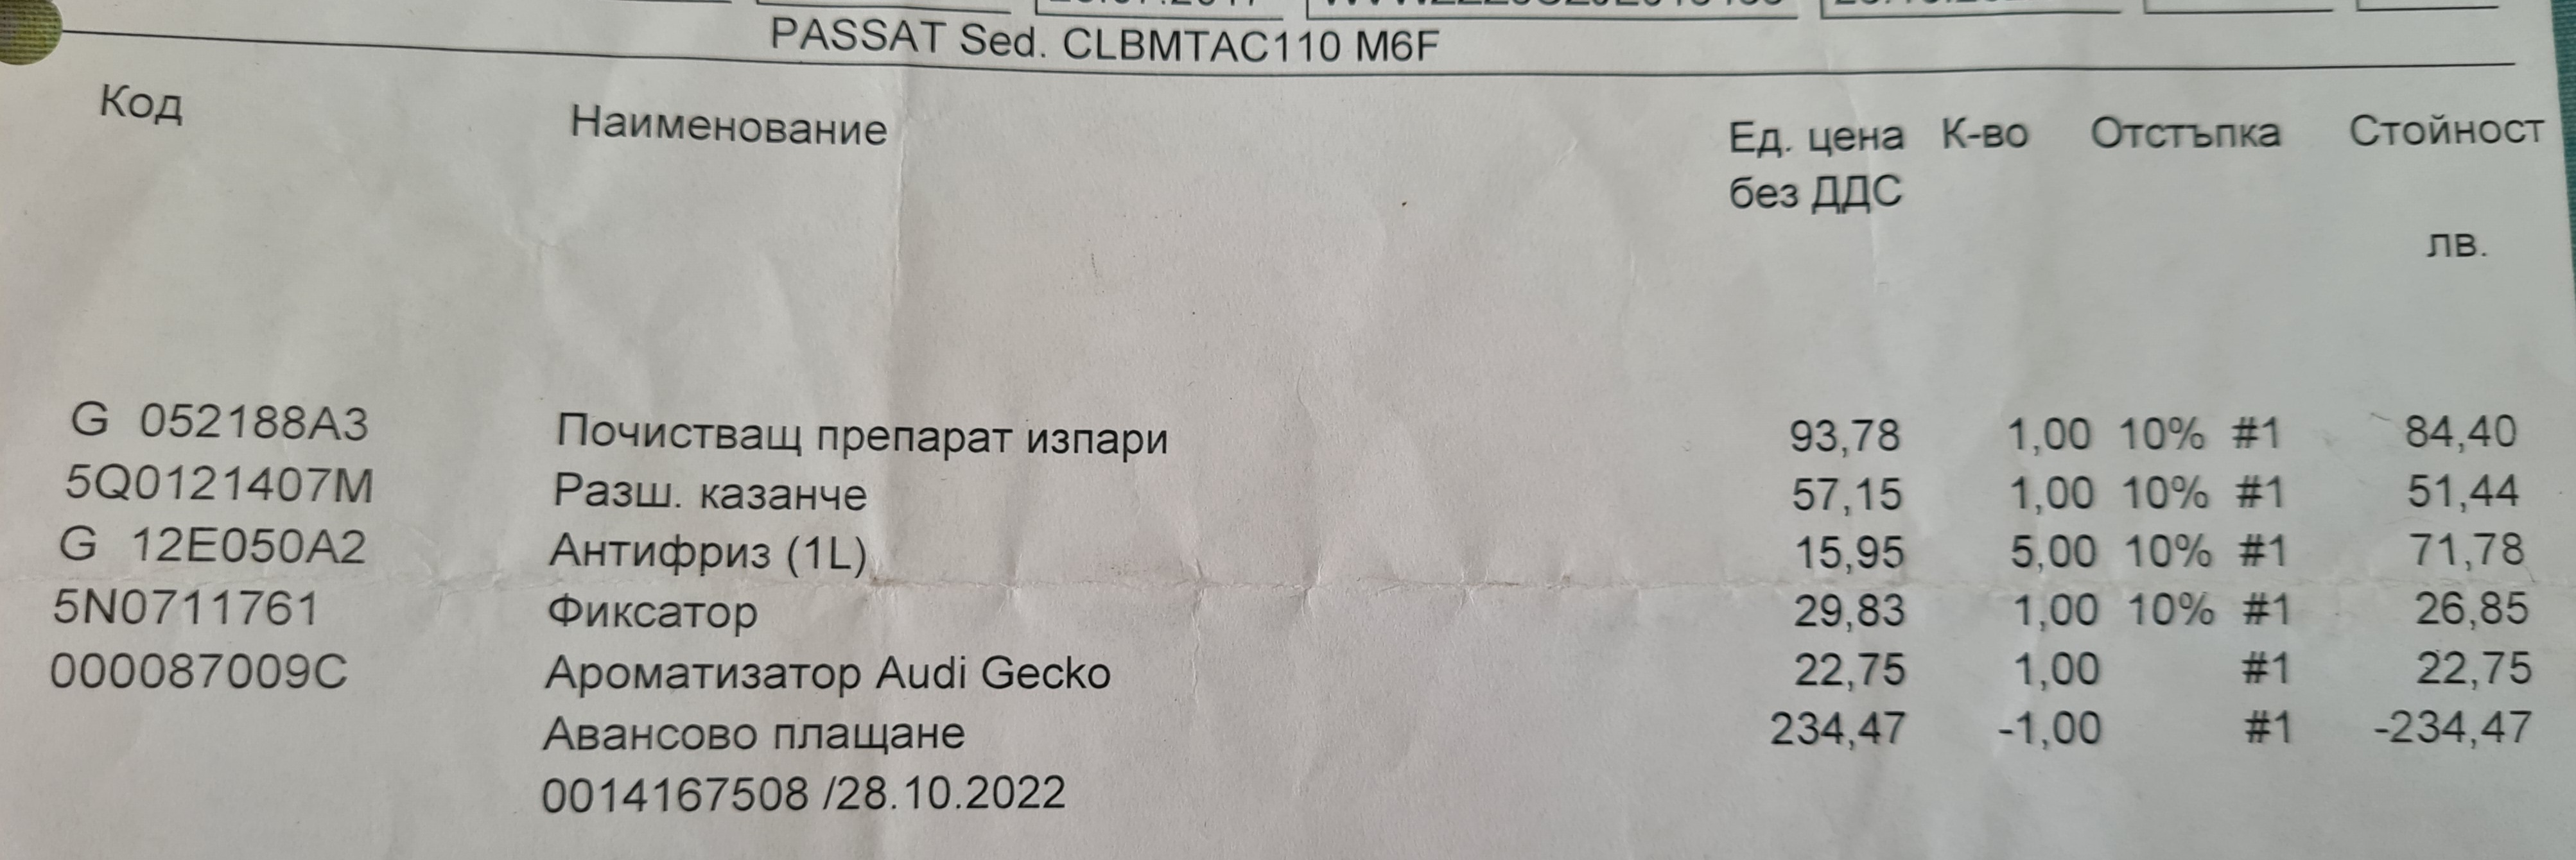 PASSAT Sed. CLBMTAC110 M6F
Код Наименование Ед. цена К-во Отстъпка Стойност
без ДДС
лв.
G 052188A3 Почистващ препарат изпари 93,78 1,00 10% #1 84,40
5Q0121407M Разш. казанче 57,15 1,00 10% #1 51,44
G 12E050A2 Антифриз (1L) 15,95 5,00 10% #1 71,78
5N0711761 Фиксатор 29,83 1,00 10% #1 26,85
000087009C Ароматизатор Audi Gecko 22,75 1,00 #1 22,75
Авансово плащане 234,47 -1,00 #1 -234,47
0014167508 /28.10.2022